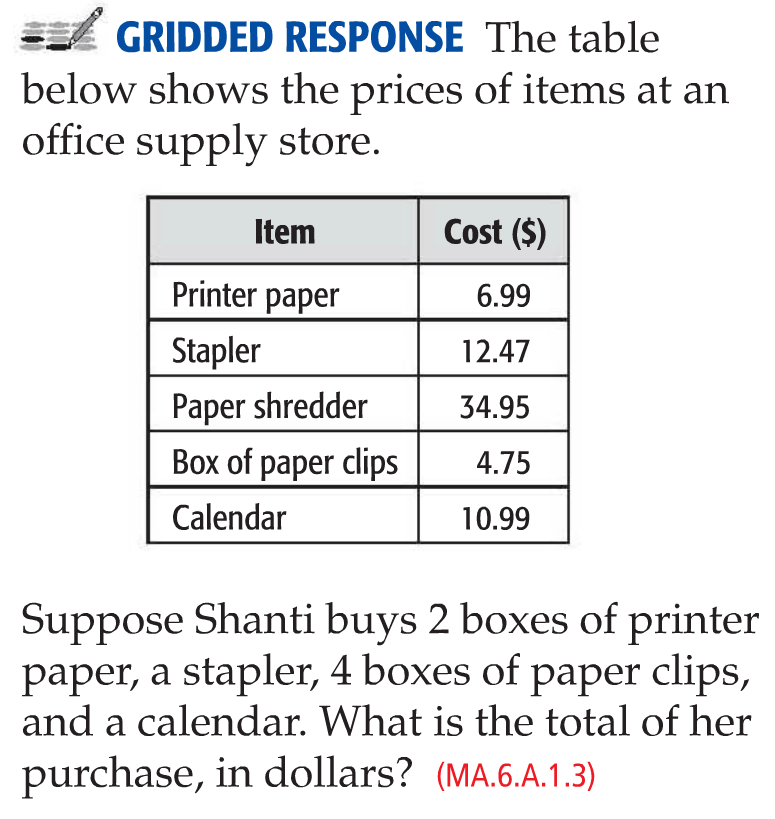 GRIDDED RESPONSE The table
below shows the prices of items at an
office supply store.
Item Cost ($)
Printer paper 6.99
Stapler 12.47
Paper shredder 34.95
Box of paper clips 4.75
Calendar 10.99
Suppose Shanti buys 2 boxes of printer
paper, a stapler, 4 boxes of paper clips,
and a calendar. What is the total of her
purchase, in dollars? (MA.6.A.1.3)